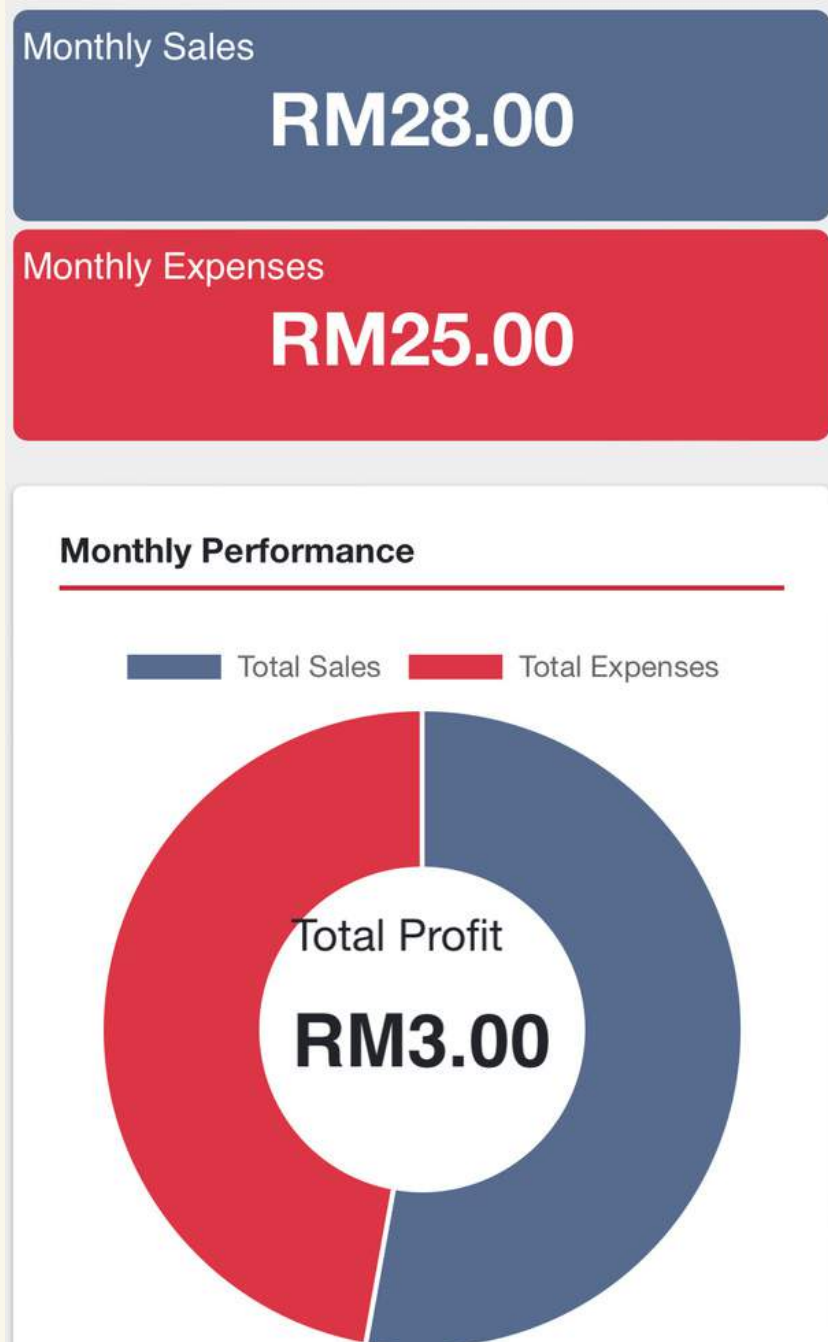 Monthly Sales
RM28.00
Monthly Expenses
RM25.00
Monthly Performance
Total Sales Total Expenses
Total Profit
RM3.00